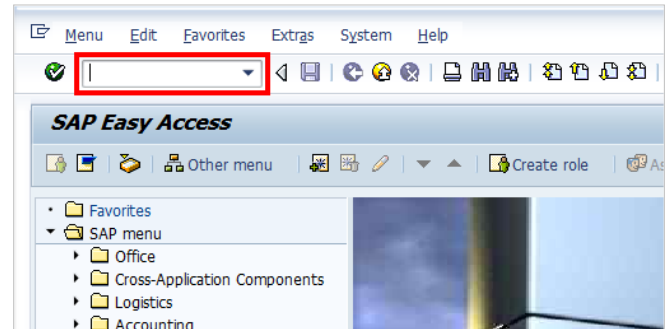 Menu Edit Favorites Extras System Help
SAP Easy Access
Other menu Create role
Favorites
SAP menu
Office
Cross-Application Components
Logistics
Accounting